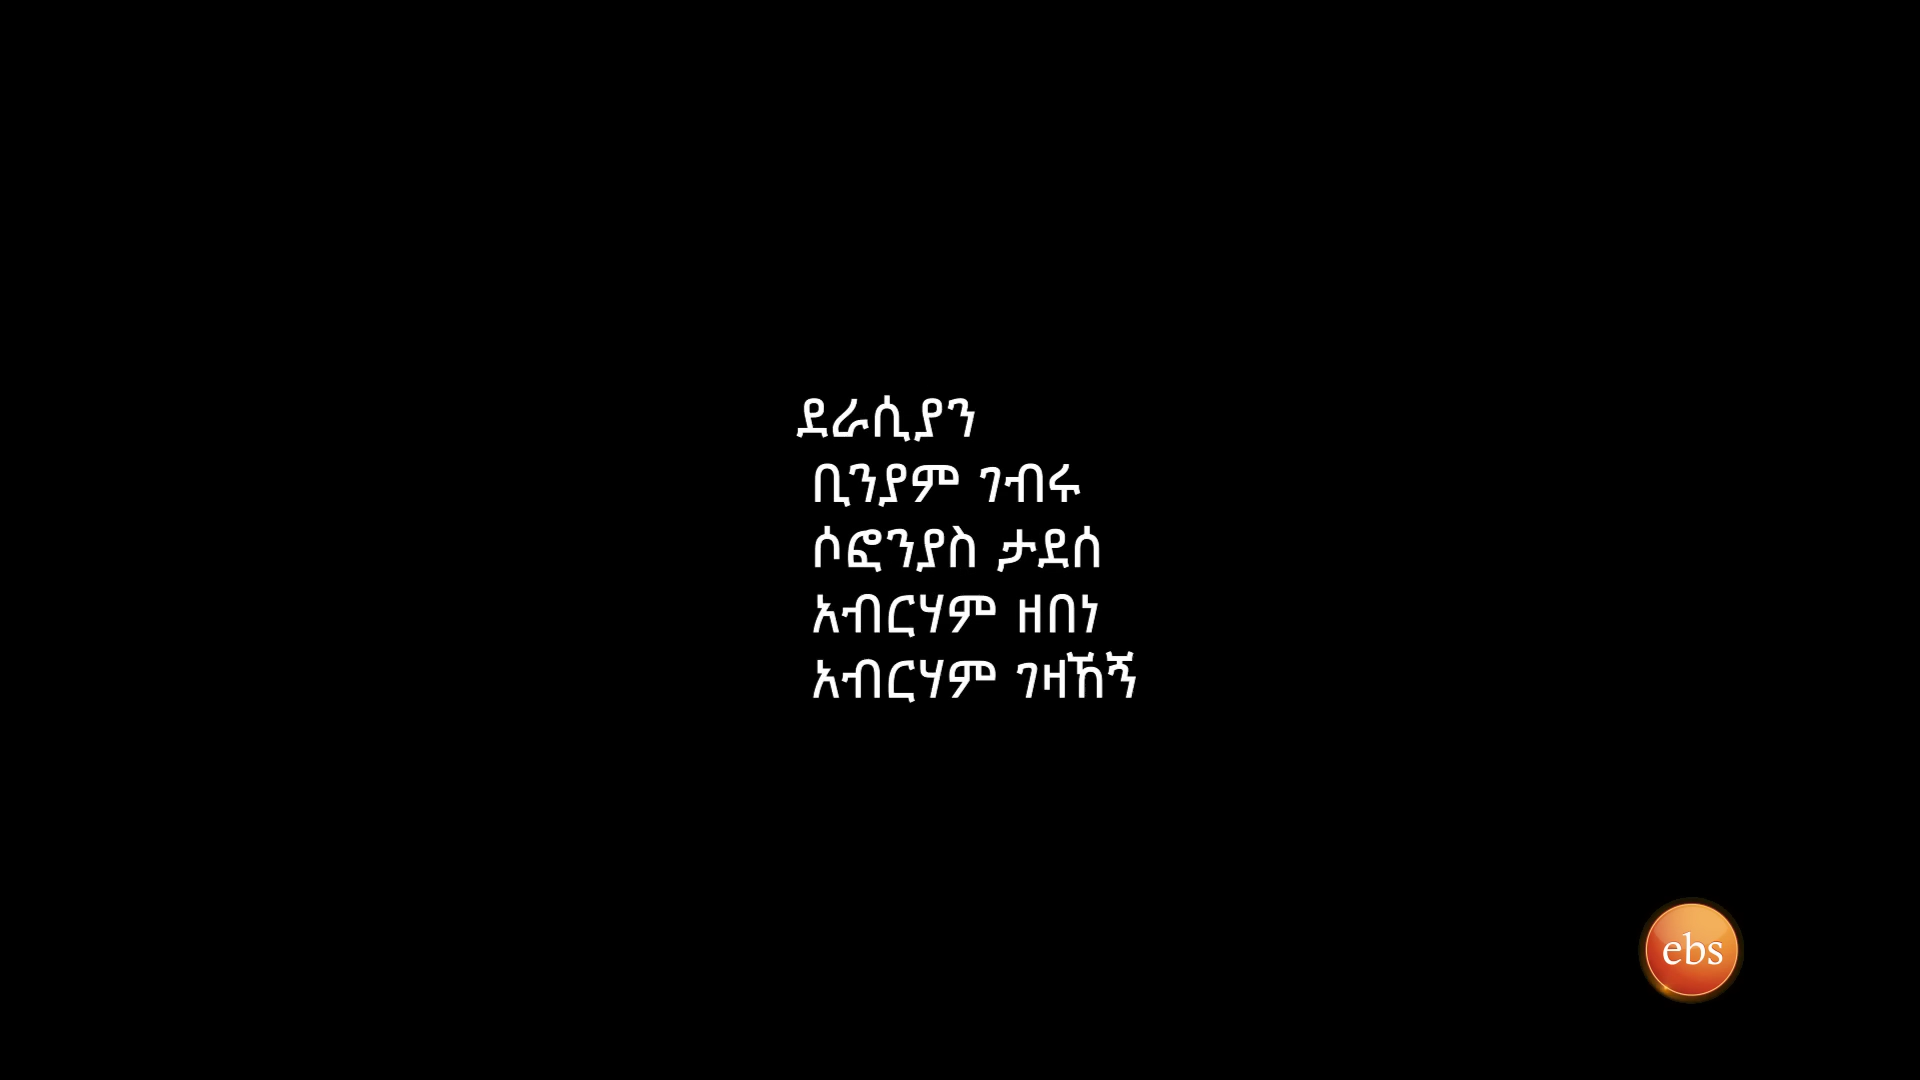 ደራሲያን
ቢንያም ገብሩ
ሶፎንያስ ታደሰ
አብርሃም ዘበነ
አብርሃም ገዛኸኝ
ebs